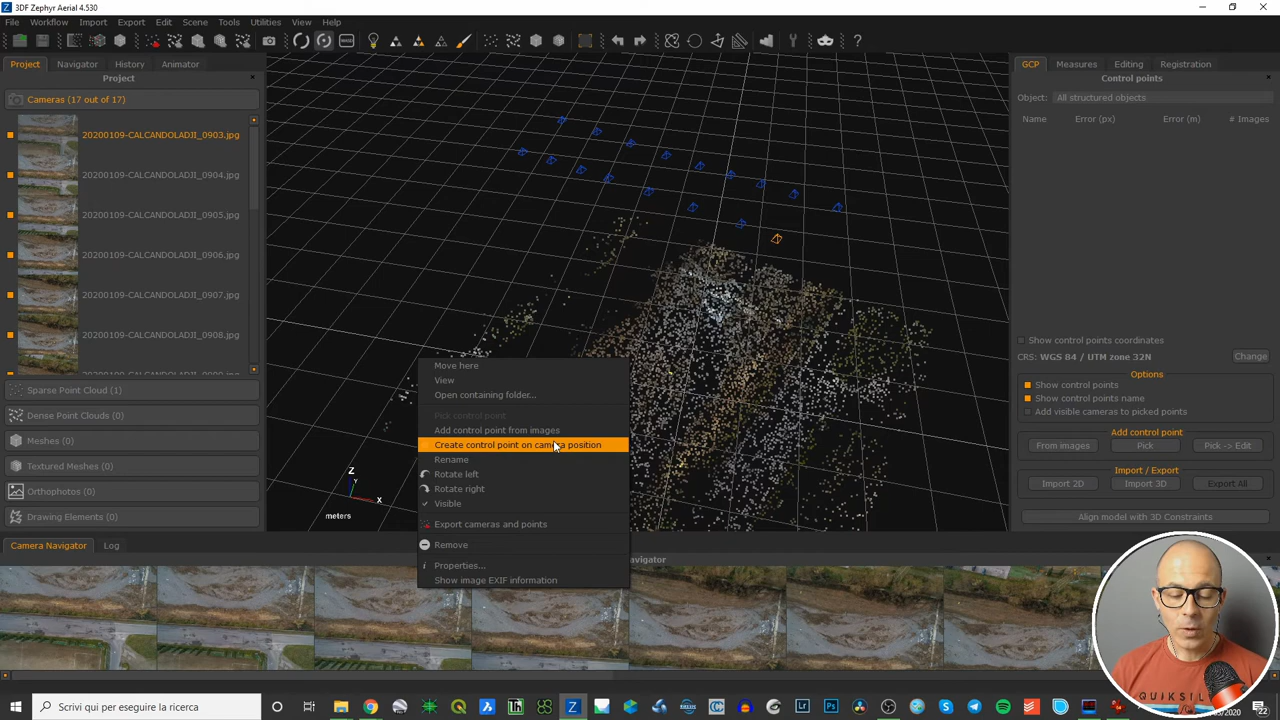 3DF Zephyr Aerial 4.530
File Workflow Import Export Edit Scene Tools Utilities View Help
Project Navigator History Animator
Project
Cameras (17 out of 17)
20200109-CALCANDOLADJI_0903.jpg
20200109-CALCANDOLADJI_0904.jpg
20200109-CALCANDOLADJI_0905.jpg
20200109-CALCANDOLADJI_0906.jpg
20200109-CALCANDOLADJI_0907.jpg
20200109-CALCANDOLADJI_0908.jpg
Sparse Point Cloud (1)
Dense Point Clouds (0)
Meshes (0)
Textured Meshes (0)
Orthophotos (0)
Drawing Elements (0)
Z
Y
X
meters
Move here
View
Open containing folder...
Pick control point
Add control point from images
Create control point on camera position
Rename
Rotate left
Rotate right
Visible
Export cameras and points
Remove
Properties...
Show image EXIF information
GCP Measures Editing Registration
Control points
Object: All structured objects
Name Error (px) Error (m) # Images
Show control points coordinates
CRS: WGS 84 / UTM zone 32N Change
Options
Show control points
Show control points name
Add visible cameras to picked points
Add control point
From images Pick Pick -> Edit
Import / Export
Import 2D Import 3D Export All
Align model with 3D Constraints
Camera Navigator Log
avigator
QUIKSIL
Scrivi qui per eseguire la ricerca
22